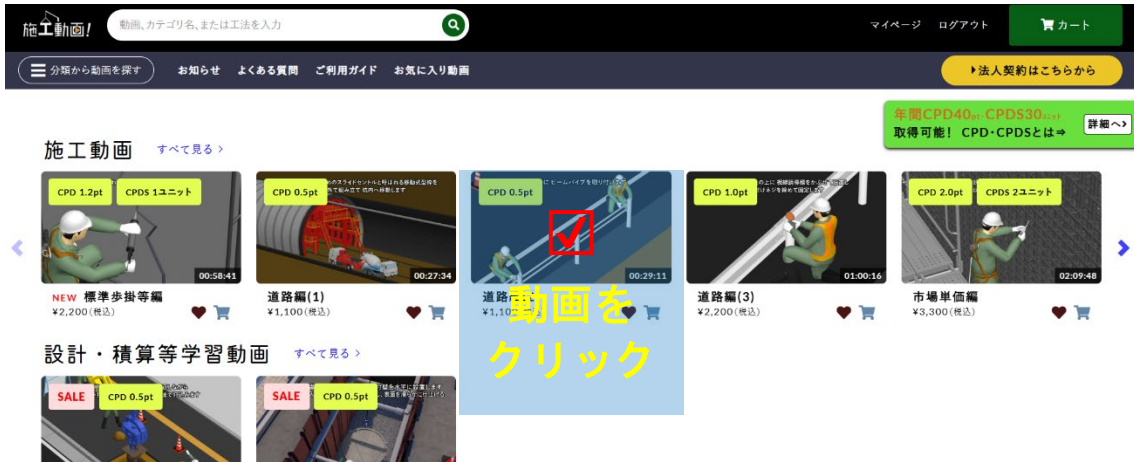 施工動画!
動画、カテゴリ名、または工法を入力
マイページ ログアウト カート
分類から動画を探す お知らせ よくある質問 ご利用ガイド お気に入り動画
法人契約はこちらから
年間CPD40pt・CPDS30ユニット
取得可能! CPD・CPDSとは⇒ 詳細へ›
施工動画 すべて見る ›
CPD 1.2pt CPDS 1ユニット
00:58:41
NEW 標準歩掛等編
¥2,200(税込)
CPD 0.5pt
00:27:34
道路編(1)
¥1,100(税込)
CPD 0.5pt
00:29:11
道路
¥1,10
動画を
クリック
CPD 1.0pt
01:00:16
道路編(3)
¥2,200(税込)
CPD 2.0pt CPDS 2ユニット
02:09:48
市場単価編
¥3,300(税込)
設計・積算等学習動画 すべて見る ›
SALE CPD 0.5pt
SALE CPD 0.5pt